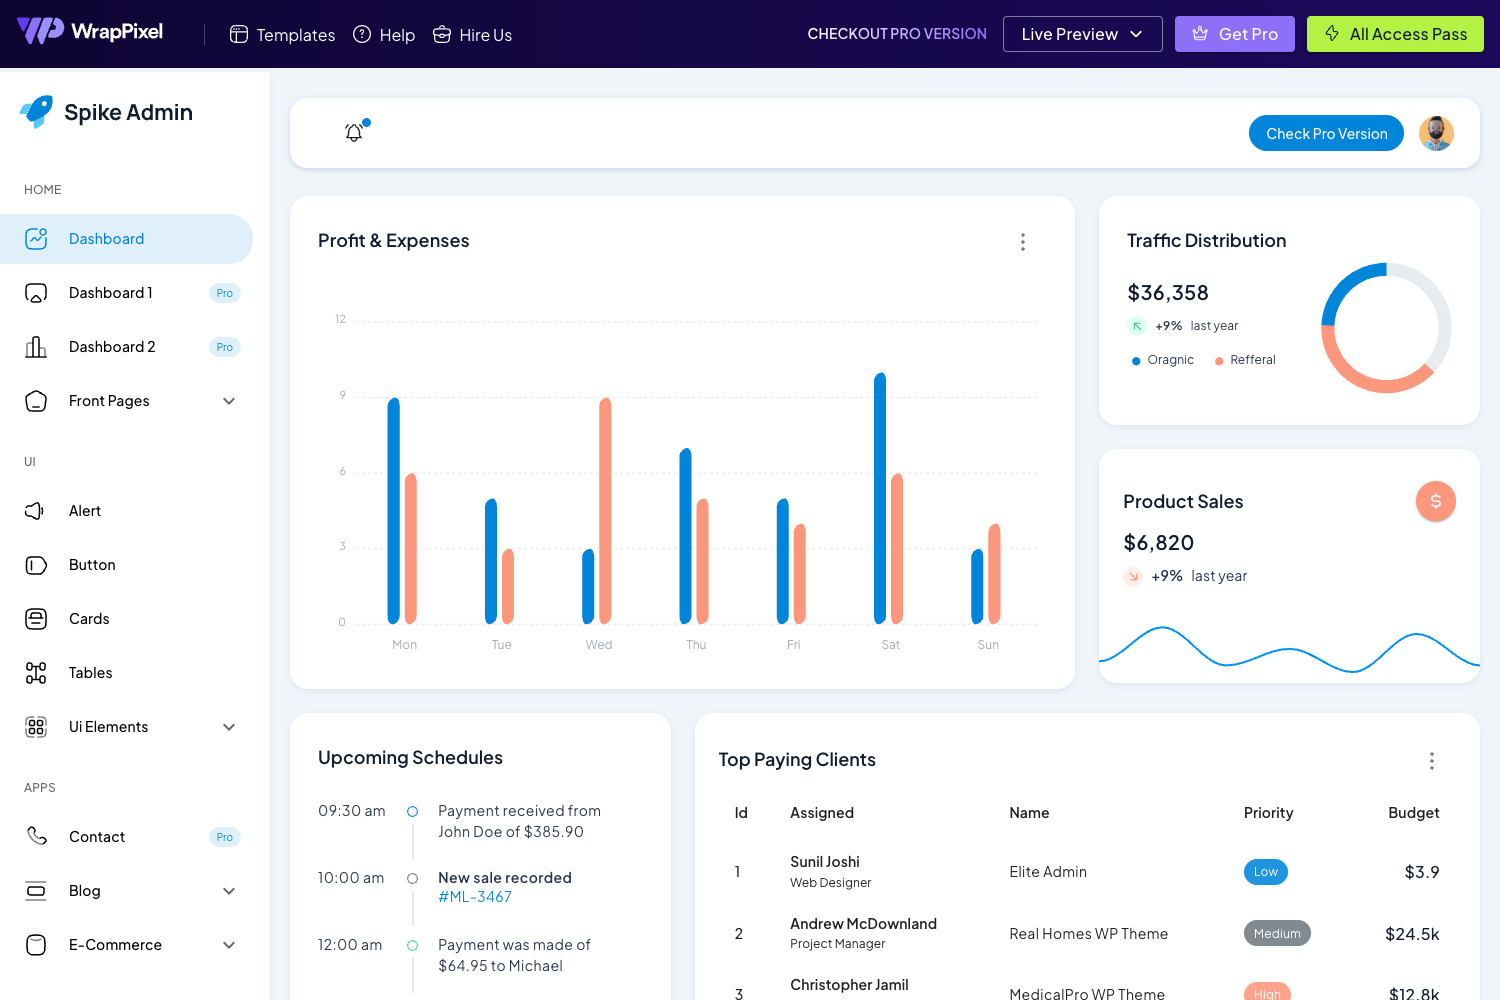 WrapPixel
Templates
Help
Hire Us
CHECKOUT PRO VERSION
Live Preview
Get Pro
All Access Pass
Spike Admin
HOME
Dashboard
Dashboard 1 Pro
Dashboard 2 Pro
Front Pages
UI
Alert
Button
Cards
Tables
Ui Elements
APPS
Contact Pro
Blog
E-Commerce
Check Pro Version
Profit & Expenses
12
9
6
3
0
Mon Tue Wed Thu Fri Sat Sun
Traffic Distribution
$36,358
+9% last year
Oragnic Refferal
Product Sales
$
$6,820
+9% last year
Upcoming Schedules
09:30 am Payment received from
John Doe of $385.90
10:00 am New sale recorded
#ML-3467
12:00 am Payment was made of
$64.95 to Michael
Top Paying Clients
Id Assigned Name Priority Budget
1 Sunil Joshi Elite Admin Low $3.9
Web Designer
2 Andrew McDownland Real Homes WP Theme Medium $24.5k
Project Manager
3 Christopher Jamil MedicalPro WP Theme High $12.8k